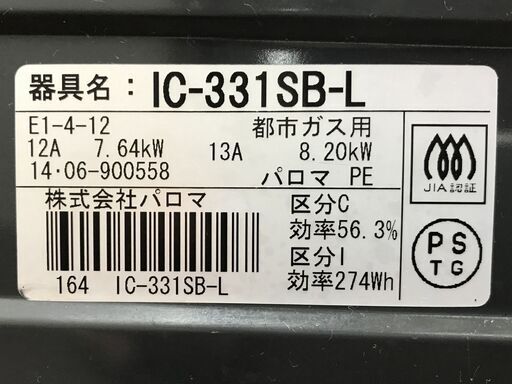 器具名： IC-331SB-L
E1-4-12 都市ガス用
12A 7.64kW 13A 8.20kW
14・06-900558 パロマ PE
株式会社パロマ
区分C
効率56.3%
区分I
効率274Wh
164 IC-331SB-L
JIA認証
PS
TG